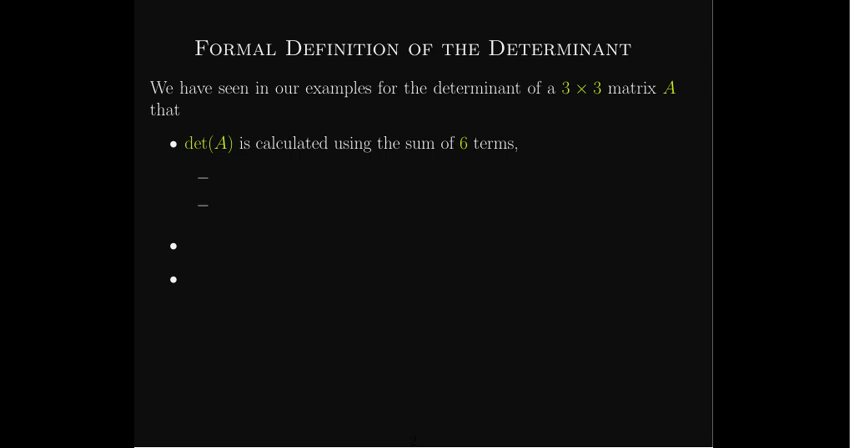 Formal Definition of the Determinant
We have seen in our examples for the determinant of a 3 × 3 matrix A
that
• det(A) is calculated using the sum of 6 terms,
–
–
•
•